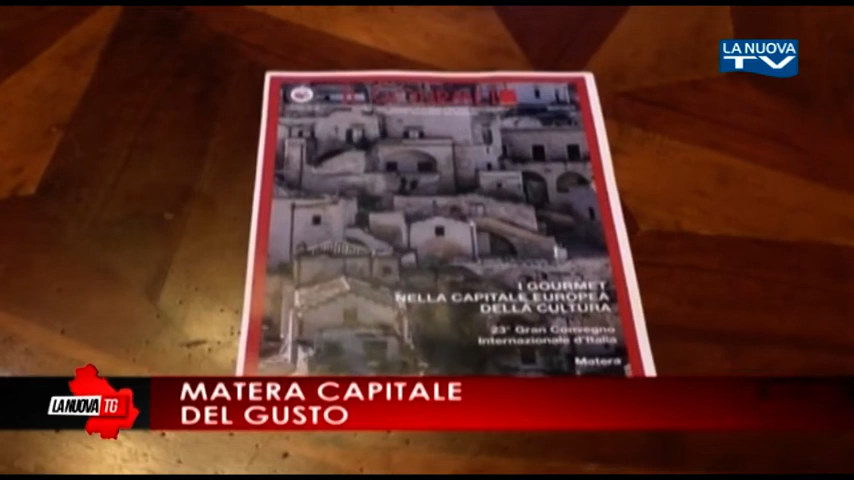 LA NUOVA
TV
I GOURMET
NELLA CAPITALE EUROPEA
DELLA CULTURA
23° Gran Convegno
Internazionale d'Italia
Matera
LA NUOVA TG
MATERA CAPITALE
DEL GUSTO